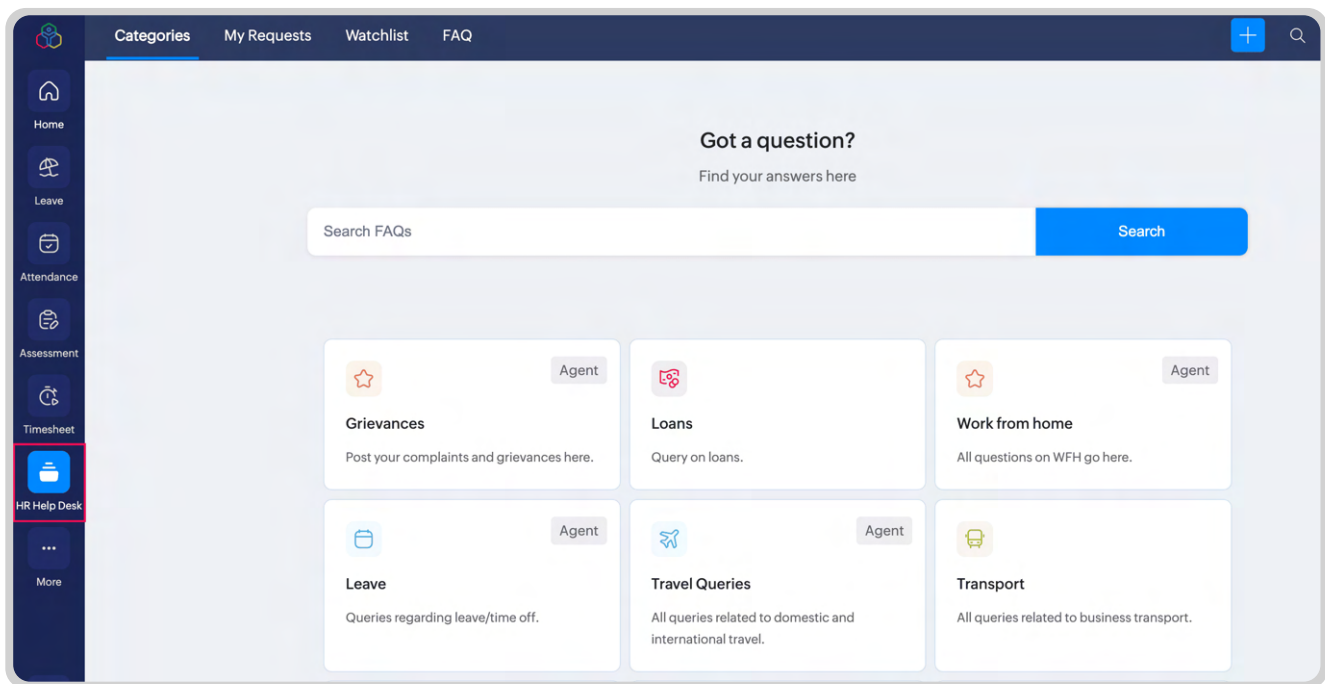 Categories My Requests Watchlist FAQ
Home
Leave
Attendance
Assessment
Timesheet
HR Help Desk
More
Got a question?
Find your answers here
Search FAQs Search
Agent
Grievances
Post your complaints and grievances here.
Loans
Query on loans.
Agent
Work from home
All questions on WFH go here.
Agent
Leave
Queries regarding leave/time off.
Agent
Travel Queries
All queries related to domestic and
international travel.
Transport
All queries related to business transport.